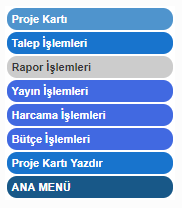 Proje Kartı
Talep İşlemleri
Rapor İşlemleri
Yayın İşlemleri
Harcama İşlemleri
Bütçe İşlemleri
Proje Kartı Yazdır
ANA MENÜ